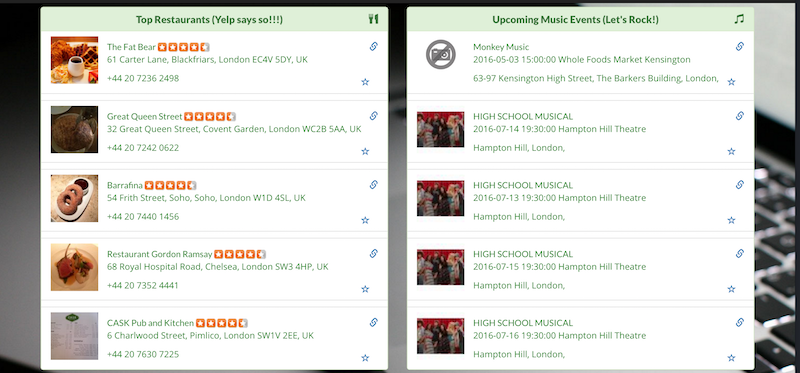 Top Restaurants (Yelp says so!!!)
The Fat Bear
61 Carter Lane, Blackfriars, London EC4V 5DY, UK
+44 20 7236 2498
Great Queen Street
32 Great Queen Street, Covent Garden, London WC2B 5AA, UK
+44 20 7242 0622
Barrafina
54 Frith Street, Soho, Soho, London W1D 4SL, UK
+44 20 7440 1456
Restaurant Gordon Ramsay
68 Royal Hospital Road, Chelsea, London SW3 4HP, UK
+44 20 7352 4441
CASK Pub and Kitchen
6 Charlwood Street, Pimlico, London SW1V 2EE, UK
+44 20 7630 7225
Upcoming Music Events (Let's Rock!)
Monkey Music
2016-05-03 15:00:00 Whole Foods Market Kensington
63-97 Kensington High Street, The Barkers Building, London,
HIGH SCHOOL MUSICAL
2016-07-14 19:30:00 Hampton Hill Theatre
Hampton Hill, London,
HIGH SCHOOL MUSICAL
2016-07-13 19:30:00 Hampton Hill Theatre
Hampton Hill, London,
HIGH SCHOOL MUSICAL
2016-07-15 19:30:00 Hampton Hill Theatre
Hampton Hill, London,
HIGH SCHOOL MUSICAL
2016-07-16 19:30:00 Hampton Hill Theatre
Hampton Hill, London,